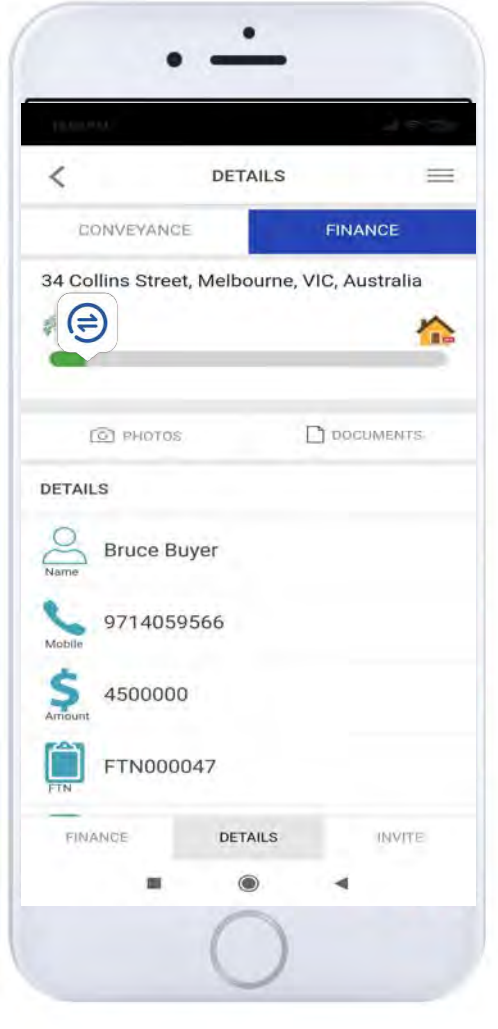 DETAILS
CONVEYANCE FINANCE
34 Collins Street, Melbourne, VIC, Australia
PHOTOS DOCUMENTS
DETAILS
Bruce Buyer
Name
9714059566
Mobile
4500000
Amount
FTN000047
FTN
FINANCE DETAILS INVITE